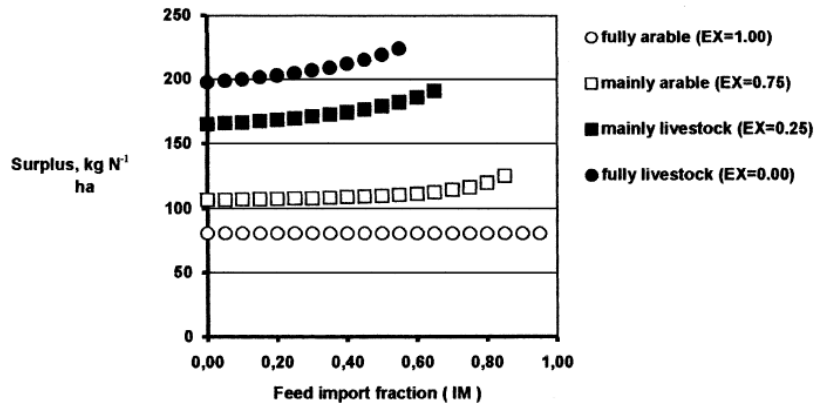 250
200
150
100
50
0
Surplus, kg N⁻¹
ha
0,00 0,20 0,40 0,60 0,80 1,00
Feed import fraction ( IM )
fully arable (EX=1.00)
mainly arable (EX=0.75)
mainly livestock (EX=0.25)
fully livestock (EX=0.00)